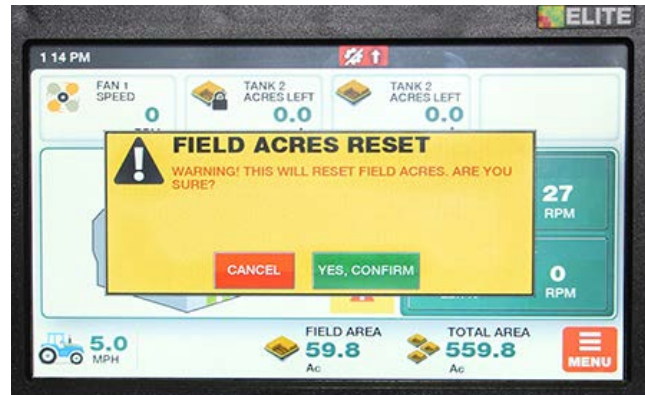 ELITE
1 14 PM
FAN 1
SPEED
0
TANK 2
ACRES LEFT
0.0
TANK 2
ACRES LEFT
0.0
FIELD ACRES RESET
WARNING! THIS WILL RESET FIELD ACRES. ARE YOU
SURE?
CANCEL
YES, CONFIRM
27
RPM
0
RPM
5.0
MPH
FIELD AREA
59.8
Ac
TOTAL AREA
559.8
Ac
MENU